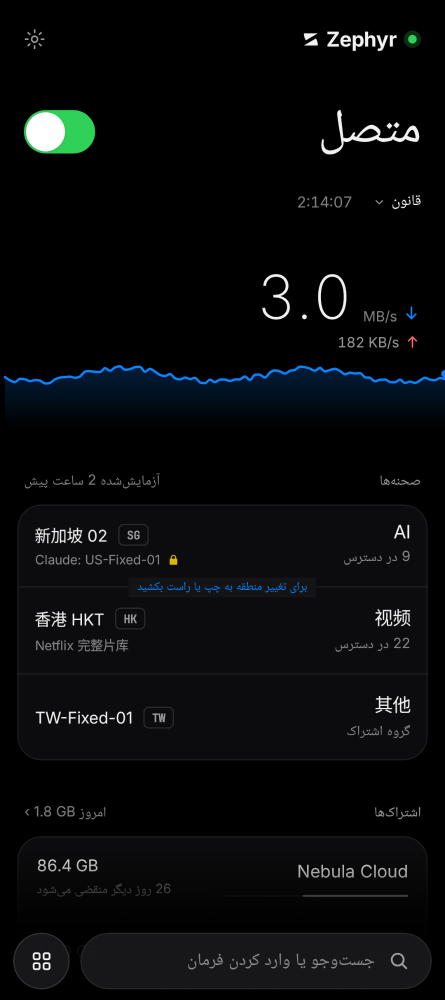 Zephyr
متصل
قانون 2:14:07
3.0 MB/s
182 KB/s
صحنه‌ها
آزمایش‌شده 2 ساعت پیش
AI
9 در دسترس
新加坡 02 SG
Claude: US-Fixed-01
برای تغییر منطقه به چپ یا راست بکشید
视频
22 در دسترس
香港 HKT HK
Netflix 完整片库
其他
گروه اشتراک
TW-Fixed-01 TW
اشتراک‌ها
امروز 1.8 GB ›
Nebula Cloud
86.4 GB
26 روز دیگر منقضی می‌شود
جست‌وجو یا وارد کردن فرمان